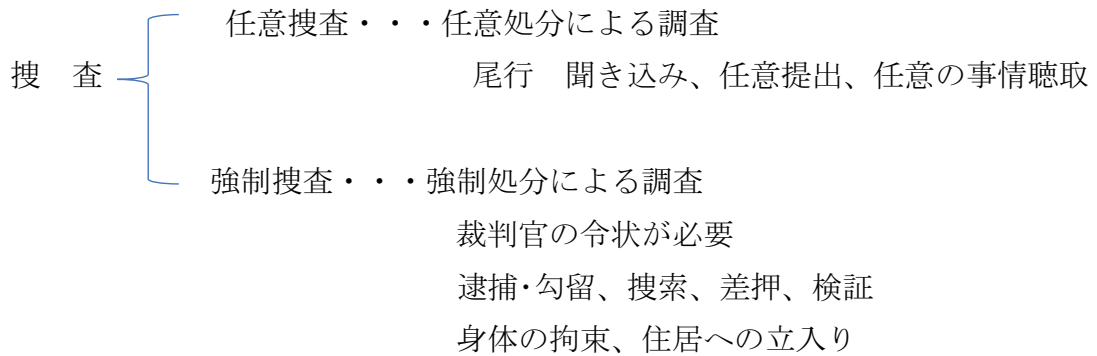 任意捜査・・・任意処分による調査
捜　査
尾行　聞き込み、任意提出、任意の事情聴取
強制捜査・・・強制処分による調査
裁判官の令状が必要
逮捕･勾留、捜索、差押、検証
身体の拘束、住居への立入り